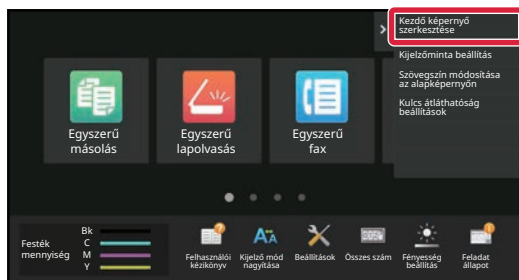 Kezdő képernyő
szerkesztése
Kijelzőminta beállítás
Szövegszín módosítása
az alapképernyőn
Kulcs átláthatóság
beállítások
Egyszerű
másolás
Egyszerű
lapolvasás
Egyszerű
fax
Festék
mennyiség
Bk
C
M
Y
Felhasználói
kézikönyv
Kijelző mód
nagyítása
Beállítások
Összes szám
Fényesség
beállítás
Feladat
állapot